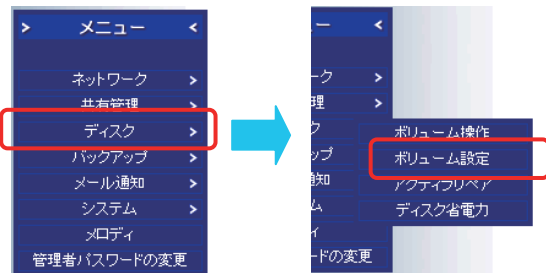 > メニュー <
ネットワーク >
共有管理 >
ディスク >
バックアップ >
メール通知 >
システム >
メロディ
管理者パスワードの変更
ー <
ーク >
理 >
ク
ップ
通知
ム
ィ
ードの変更
ボリューム操作
ボリューム設定
アクティブリペア
ディスク省電力